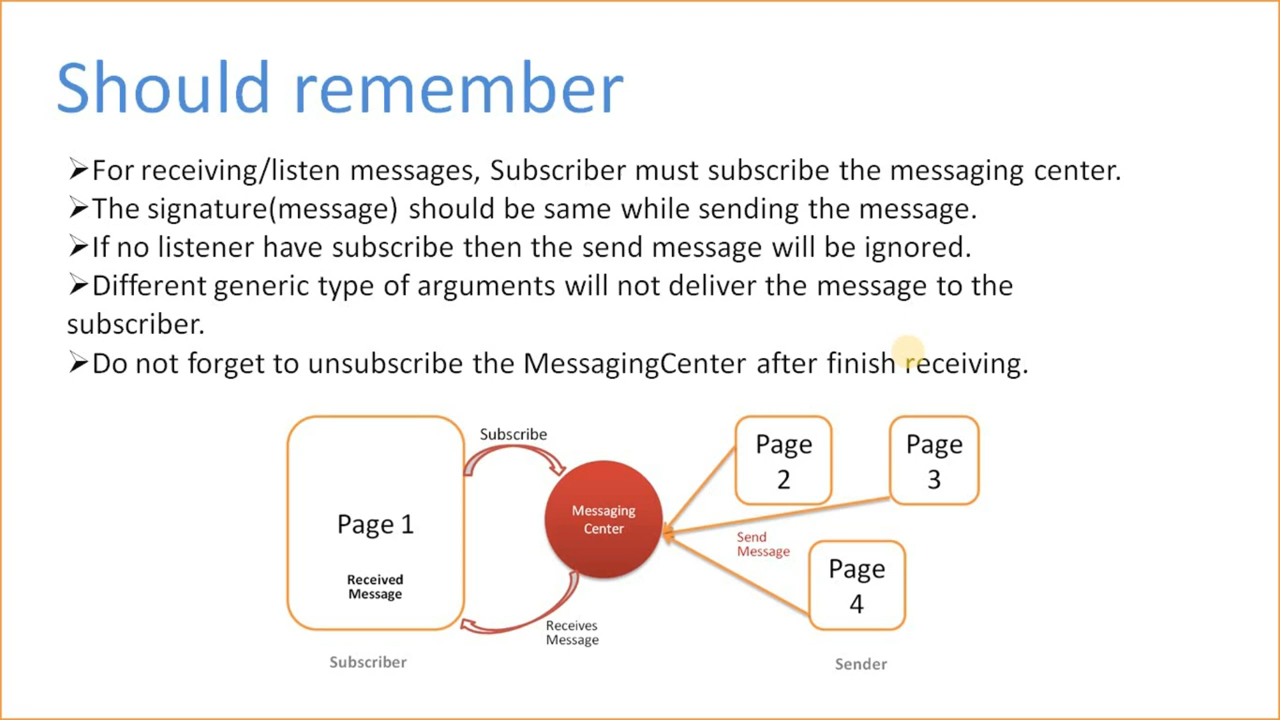 Should remember
➢For receiving/listen messages, Subscriber must subscribe the messaging center.
➢The signature(message) should be same while sending the message.
➢If no listener have subscribe then the send message will be ignored.
➢Different generic type of arguments will not deliver the message to the
subscriber.
➢Do not forget to unsubscribe the MessagingCenter after finish receiving.
Subscribe
Page 1
Received
Message
Subscriber
Messaging
Center
Receives
Message
Page
2
Page
3
Send
Message
Page
4
Sender